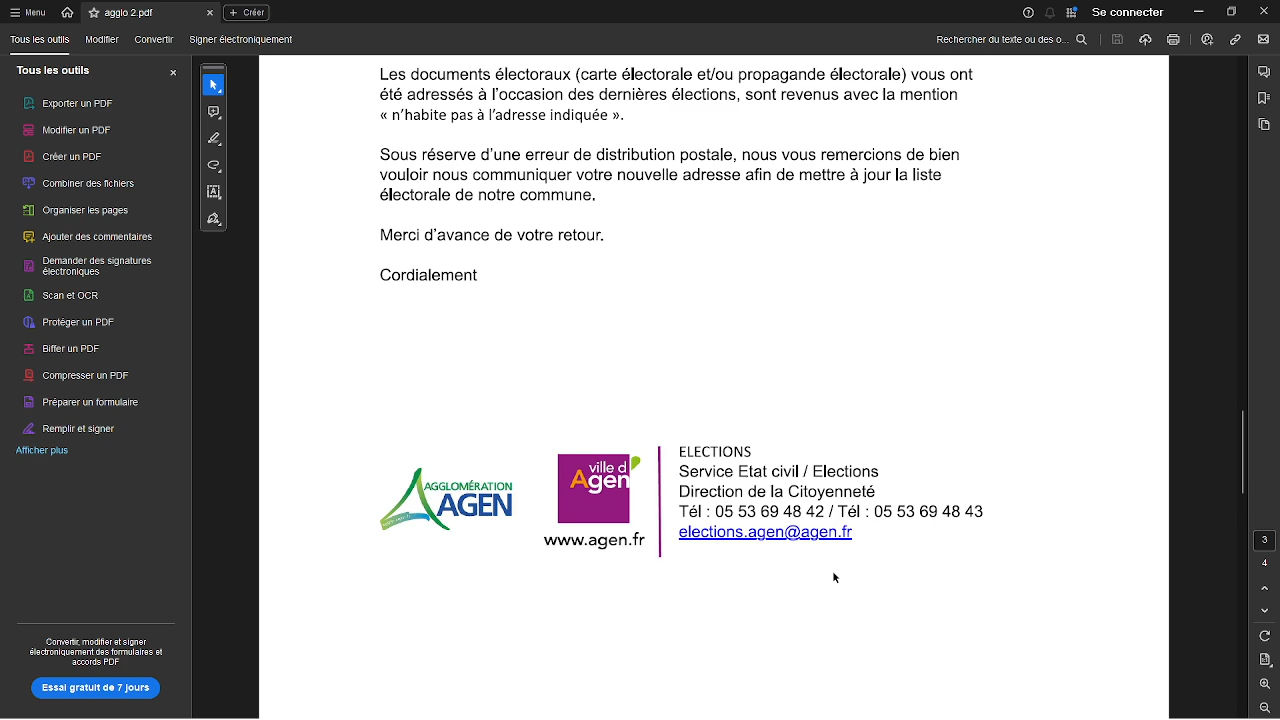 Menu
agglo 2.pdf
Créer
Se connecter
Tous les outils
Modifier
Convertir
Signer électroniquement
Rechercher du texte ou des o...
Tous les outils
Exporter un PDF
Modifier un PDF
Créer un PDF
Combiner des fichiers
Organiser les pages
Ajouter des commentaires
Demander des signatures
électroniques
Scan et OCR
Protéger un PDF
Biffer un PDF
Compresser un PDF
Préparer un formulaire
Remplir et signer
Afficher plus
Convertir, modifier et signer
électroniquement des formulaires et
accords PDF
Essai gratuit de 7 jours
Les documents électoraux (carte électorale et/ou propagande électorale) vous ont
été adressés à l’occasion des dernières élections, sont revenus avec la mention
« n’habite pas à l’adresse indiquée ».
Sous réserve d’une erreur de distribution postale, nous vous remercions de bien
vouloir nous communiquer votre nouvelle adresse afin de mettre à jour la liste
électorale de notre commune.
Merci d’avance de votre retour.
Cordialement
AGGLOMÉRATION
AGEN
ville d
Agen
www.agen.fr
ELECTIONS
Service Etat civil / Elections
Direction de la Citoyenneté
Tél : 05 53 69 48 42 / Tél : 05 53 69 48 43
elections.agen@agen.fr
3
4